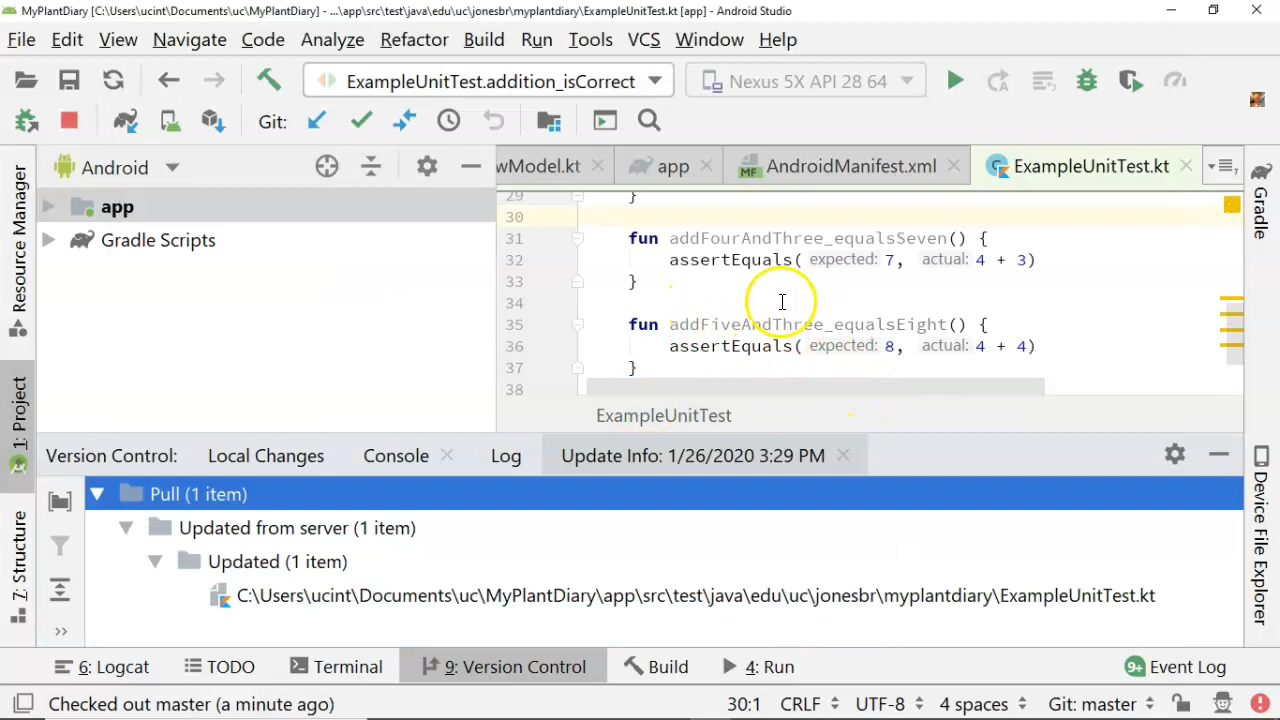 MyPlantDiary [C:\Users\ucint\Documents\uc\MyPlantDiary] - ...\app\src\test\java\edu\uc\jonesbr\myplantdiary\ExampleUnitTest.kt [app] - Android Studio
File Edit View Navigate Code Analyze Refactor Build Run Tools VCS Window Help
ExampleUnitTest.addition_isCorrect Nexus 5X API 28 64
Git:
Android wModel.kt app MF AndroidManifest.xml ExampleUnitTest.kt
app
Gradle Scripts
29 }
30
31 fun addFourAndThree_equalsSeven() {
32 assertEquals( expected: 7, actual: 4 + 3)
33 }
34
35 fun addFiveAndThree_equalsEight() {
36 assertEquals( expected: 8, actual: 4 + 4)
37 }
38
ExampleUnitTest
Resource Manager
1: Project
7: Structure
Gradle
Device File Explorer
Version Control: Local Changes Console Log Update Info: 1/26/2020 3:29 PM
Pull (1 item)
Updated from server (1 item)
Updated (1 item)
C:\Users\ucint\Documents\uc\MyPlantDiary\app\src\test\java\edu\uc\jonesbr\myplantdiary\ExampleUnitTest.kt
6: Logcat TODO Terminal 9: Version Control Build 4: Run 9+ Event Log
Checked out master (a minute ago) 30:1 CRLF UTF-8 4 spaces Git: master